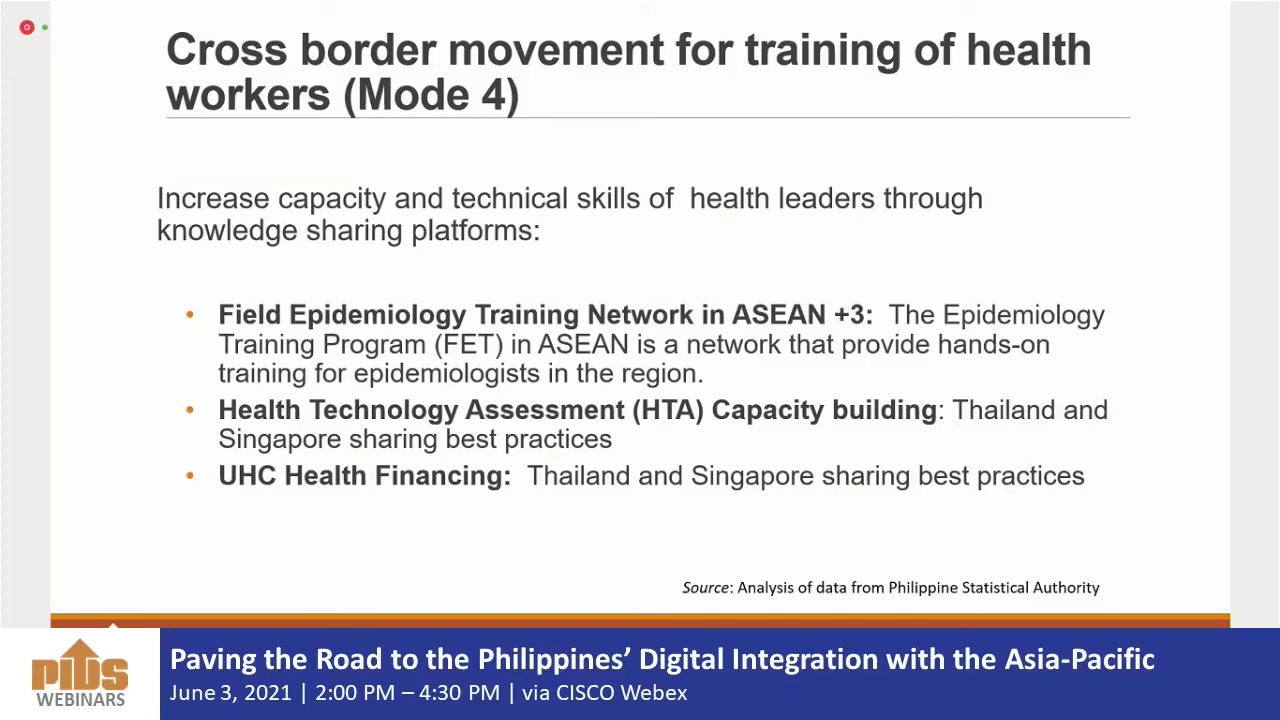 Cross border movement for training of health
workers (Mode 4)
Increase capacity and technical skills of health leaders through
knowledge sharing platforms:
• Field Epidemiology Training Network in ASEAN +3: The Epidemiology
Training Program (FET) in ASEAN is a network that provide hands-on
training for epidemiologists in the region.
• Health Technology Assessment (HTA) Capacity building: Thailand and
Singapore sharing best practices
• UHC Health Financing: Thailand and Singapore sharing best practices
Source: Analysis of data from Philippine Statistical Authority
PIDS
WEBINARS
Paving the Road to the Philippines’ Digital Integration with the Asia-Pacific
June 3, 2021 | 2:00 PM – 4:30 PM | via CISCO Webex